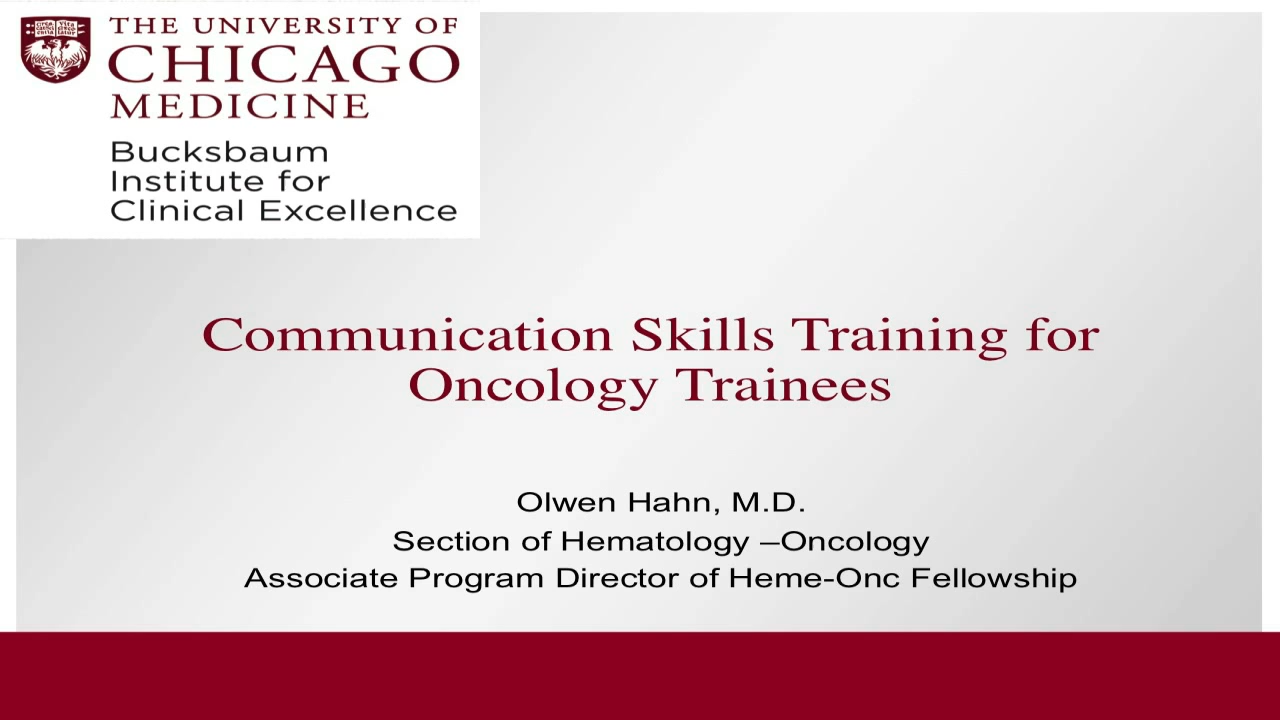 THE UNIVERSITY OF
CHICAGO
MEDICINE
Bucksbaum
Institute for
Clinical Excellence
Communication Skills Training for
Oncology Trainees
Olwen Hahn, M.D.
Section of Hematology –Oncology
Associate Program Director of Heme-Onc Fellowship